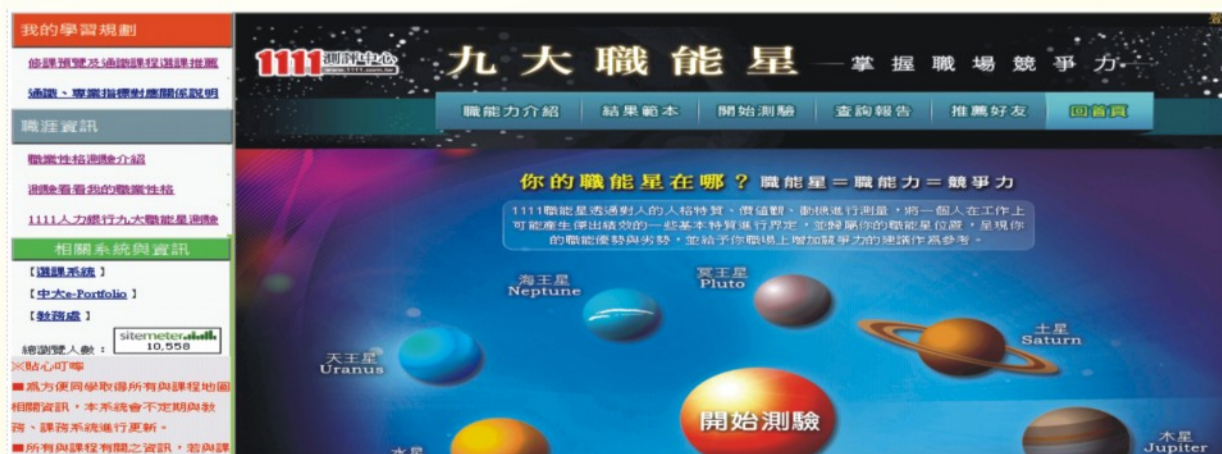 我的學習規劃
修課預覽及通識課程選課推薦
通識、專業指標對應關係説明
職涯資訊
職業性格測驗介紹
測驗看看我的職業性格
1111人力銀行九大職能星測驗
相關系統與資訊
【選課系統】
【中大e-Portfolio】
【教務處】
總瀏覽人數：
sitemeter
10,558
※貼心叮嚀
■為方便同學取得所有與課程地圖
相關資訊，本系統會不定期與教
務、課務系統進行更新。
■所有與課程有關之資訊，若與課
1111測評中心
www.1111.com.tw
九大職能星
掌握職場競爭力
職能力介紹
結果範本
開始測驗
查詢報告
推薦好友
回首頁
你的職能星在哪？職能星＝職能力＝競爭力
1111職能星透過對人的人格特質、價值觀、動機進行測量，將一個人在工作上
可能產生傑出績效的一些基本特質進行界定，並歸屬你的職能星位置，呈現你
的職能優勢與劣勢，並給予你職場上增加競爭力的建議作為參考。
海王星
Neptune
冥王星
Pluto
土星
Saturn
天王星
Uranus
開始測驗
水星
木星
Jupiter